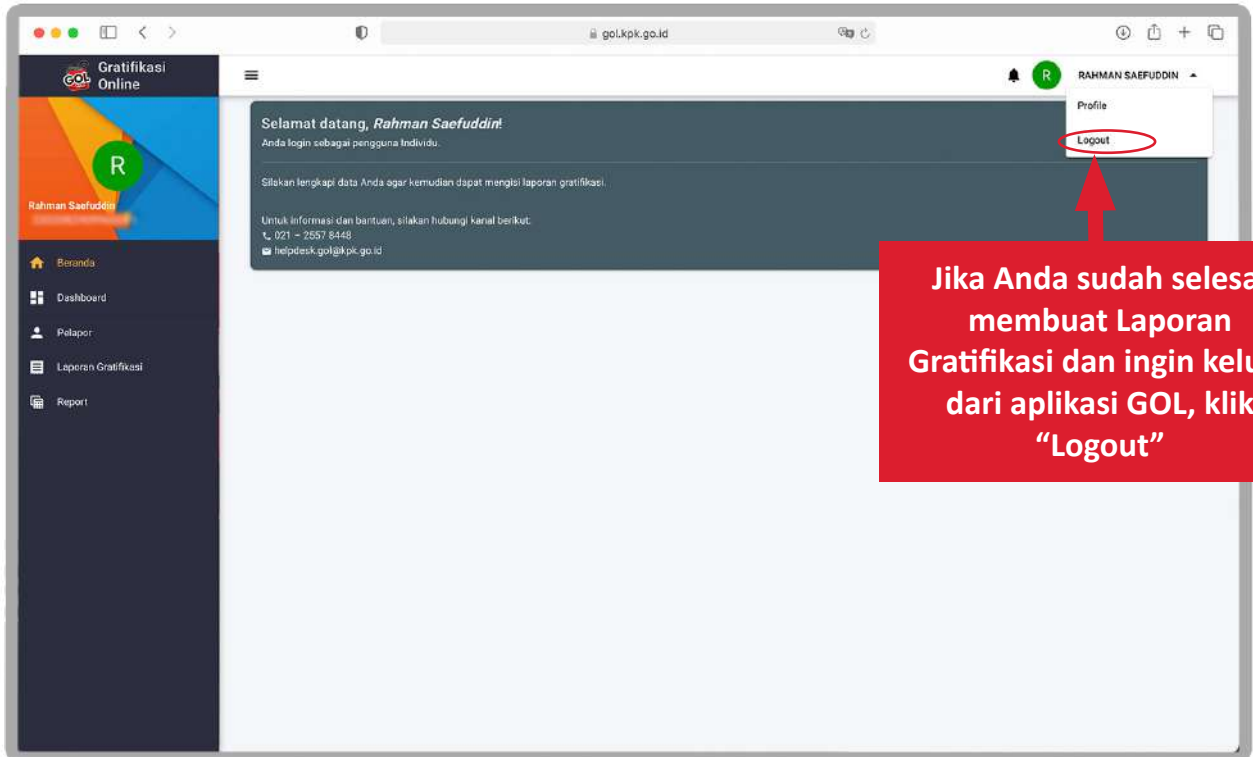 gol.kpk.go.id
GOL
Gratifikasi
Online
R
RAHMAN SAEFUDDIN
Profile
Logout
R
Rahman Saefuddin
Beranda
Dashboard
Pelapor
Laporan Gratifikasi
Report
Selamat datang, Rahman Saefuddin!
Anda login sebagai pengguna Individu.
Silakan lengkapi data Anda agar kemudian dapat mengisi laporan gratifikasi.
Untuk informasi dan bantuan, silakan hubungi kanal berikut:
021 - 2557 8448
helpdesk.gol@kpk.go.id
Jika Anda sudah selesa
membuat Laporan
Gratifikasi dan ingin kelu
dari aplikasi GOL, klik
“Logout”